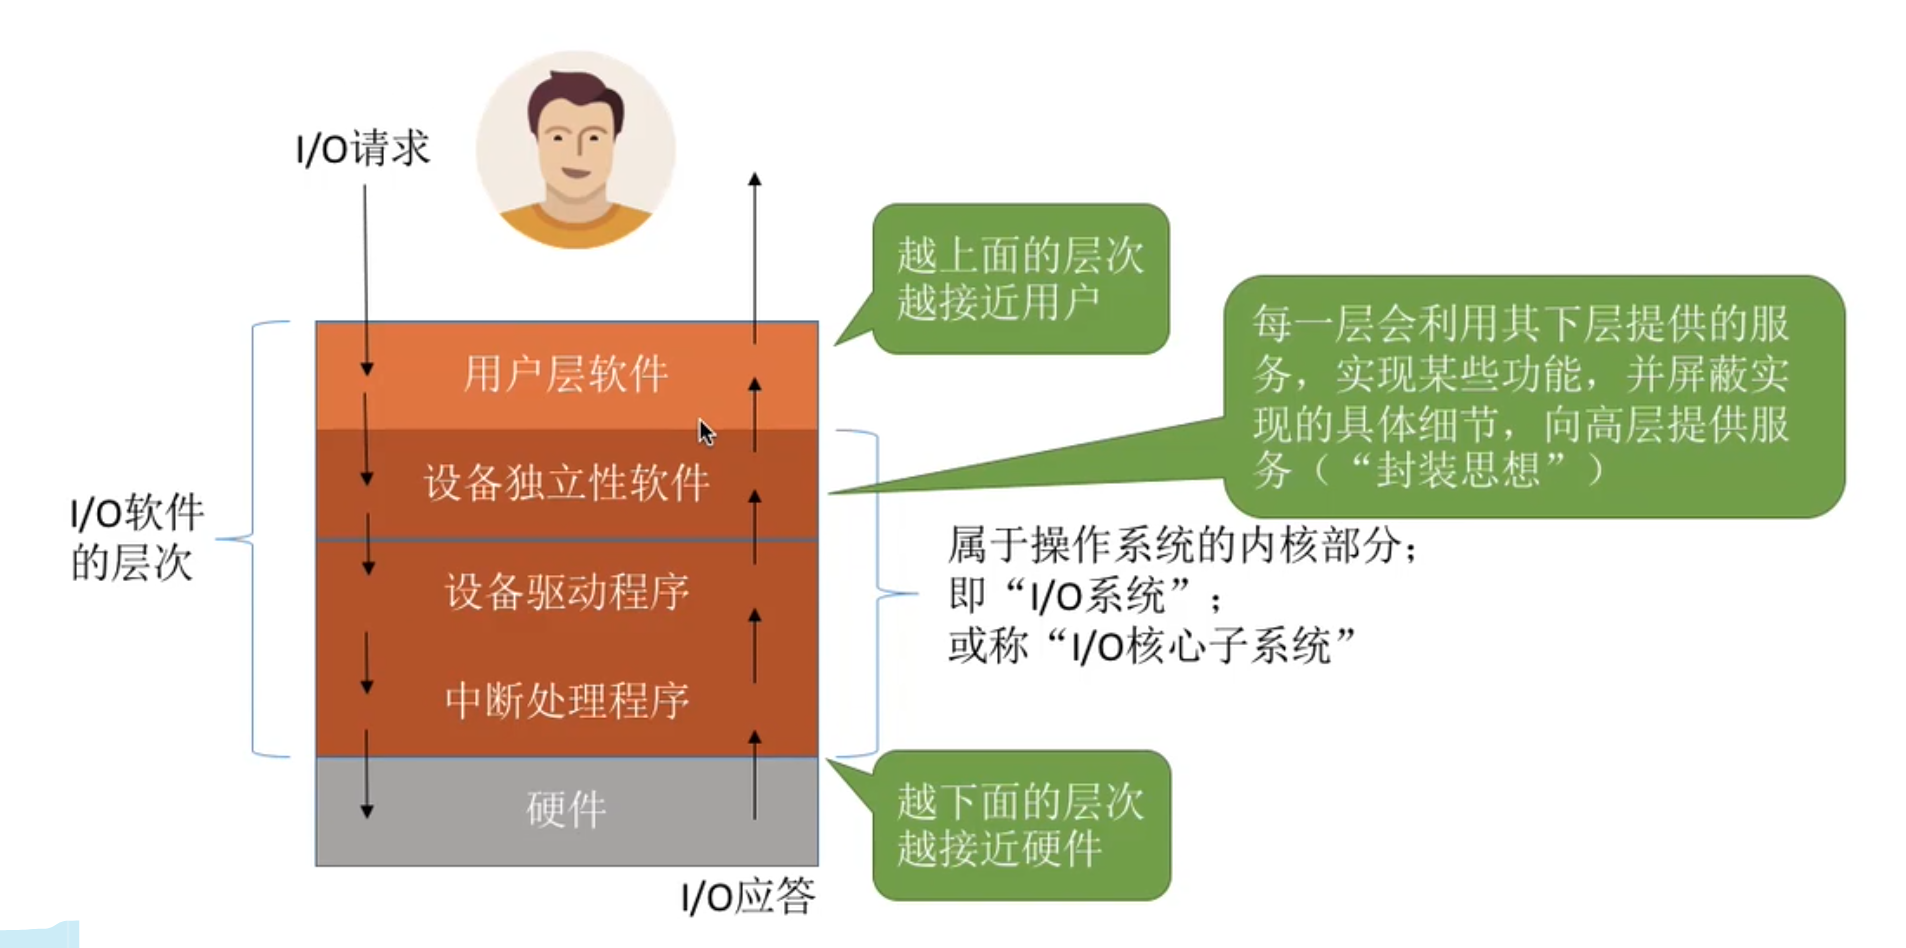 I/O请求
越上面的层次
越接近用户
每一层会利用其下层提供的服
务，实现某些功能，并屏蔽实
现的具体细节，向高层提供服
务（“封装思想”）
用户层软件
设备独立性软件
I/O软件
的层次
属于操作系统的内核部分；
即“I/O系统”；
或称“I/O核心子系统”
设备驱动程序
中断处理程序
硬件
越下面的层次
越接近硬件
I/O应答